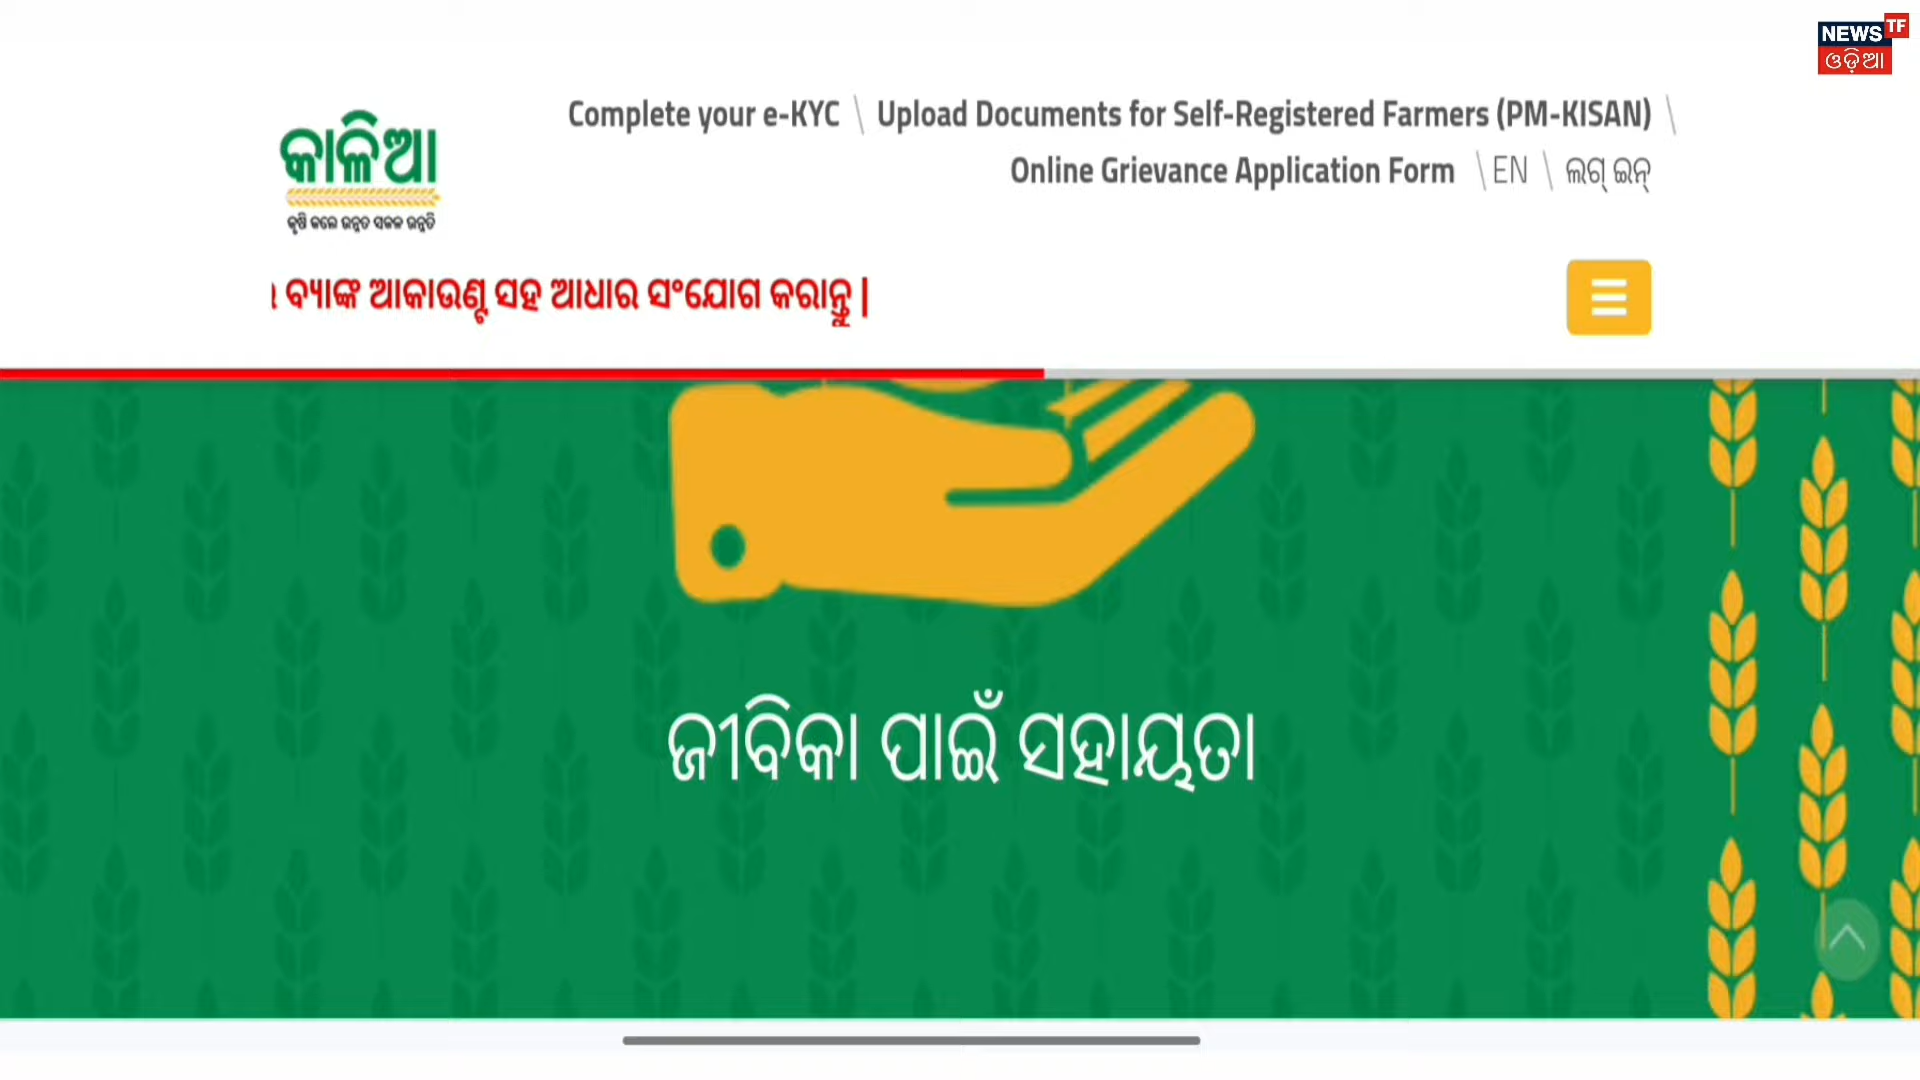 NEWS TF
ଓଡ଼ିଆ
Complete your e-KYC \ Upload Documents for Self-Registered Farmers (PM-KISAN) \
Online Grievance Application Form \ EN \ ଲଗ୍ ଇନ୍
କାଳିଆ
କୃଷି କଲେ ଉନ୍ନତ ସକଳ ଉନ୍ନତି
ବ୍ୟାଙ୍କ ଆକାଉଣ୍ଟ ସହ ଆଧାର ସଂଯୋଗ କରାନ୍ତୁ |
ଜୀବିକା ପାଇଁ ସହାୟତା